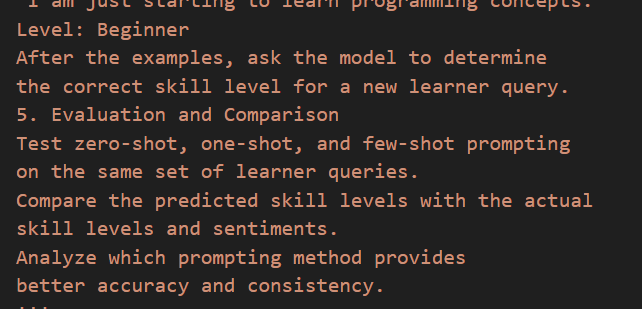 "I am just starting to learn programming concepts."
Level: Beginner
After the examples, ask the model to determine
the correct skill level for a new learner query.
5. Evaluation and Comparison
Test zero-shot, one-shot, and few-shot prompting
on the same set of learner queries.
Compare the predicted skill levels with the actual
skill levels and sentiments.
Analyze which prompting method provides
better accuracy and consistency.
'''